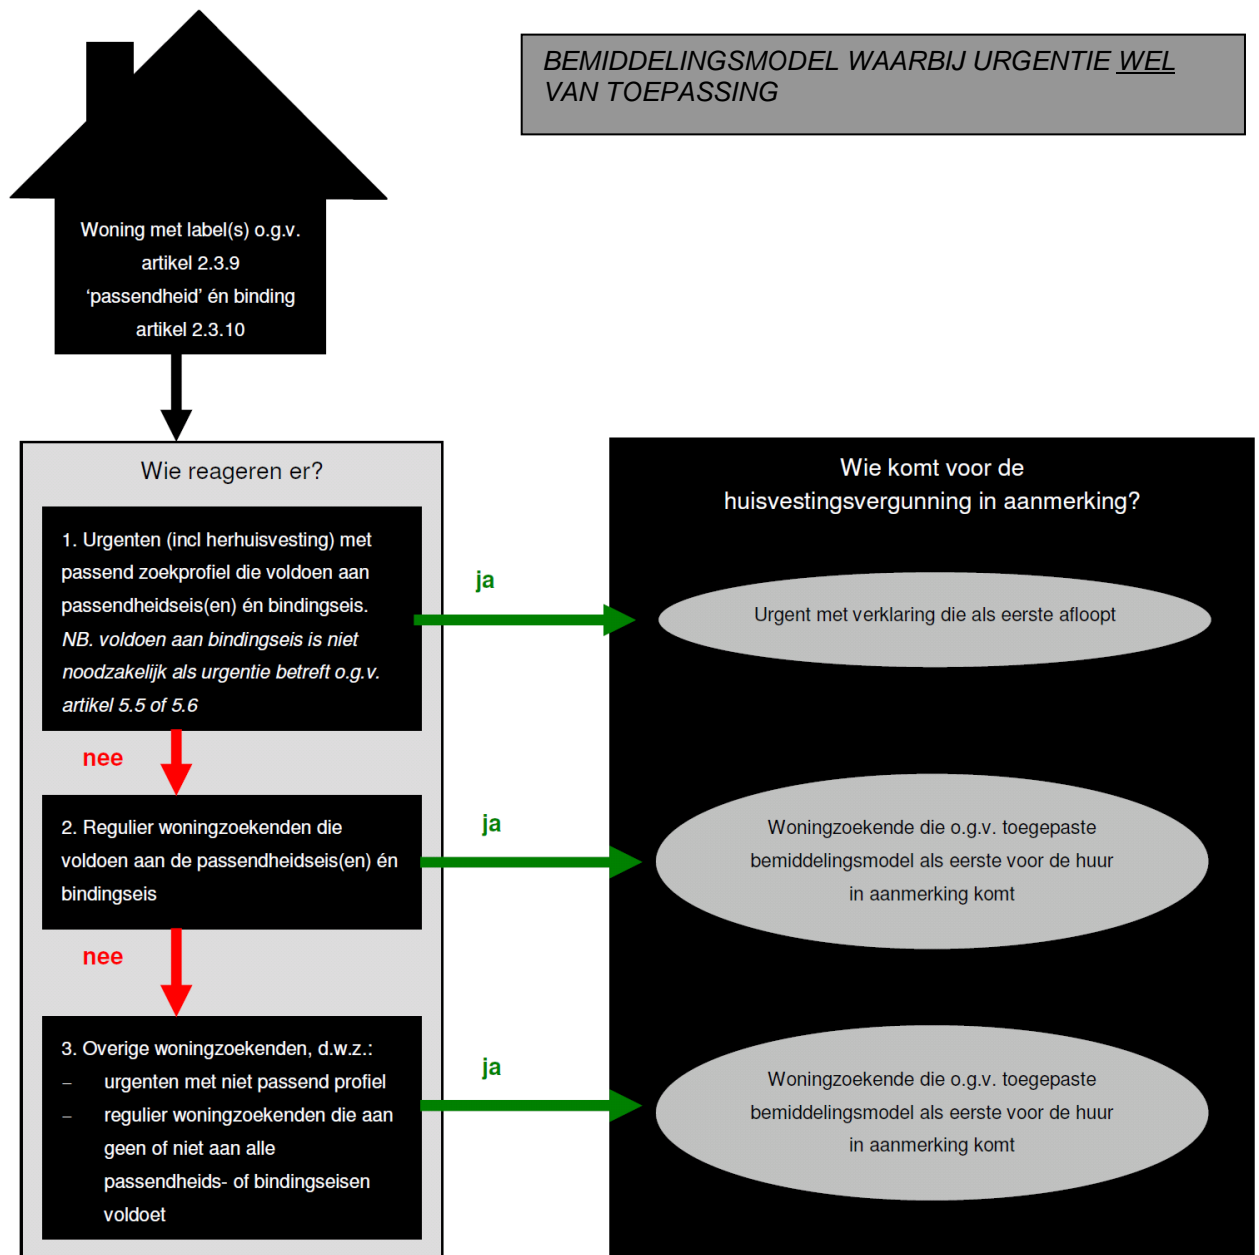 BEMIDDELINGSMODEL WAARBIJ URGENTIE WEL
VAN TOEPASSING
Woning met label(s) o.g.v.
artikel 2.3.9
‘passendheid’ én binding
artikel 2.3.10
Wie reageren er?
1. Urgenten (incl herhuisvesting) met
passend zoekprofiel die voldoen aan
passendheidseis(en) én bindingseis.
NB. voldoen aan bindingseis is niet
noodzakelijk als urgentie betreft o.g.v.
artikel 5.5 of 5.6
ja
nee
2. Regulier woningzoekenden die
voldoen aan de passendheidseis(en) én
bindingseis
ja
nee
3. Overige woningzoekenden, d.w.z.:
– urgenten met niet passend profiel
– regulier woningzoekenden die aan
geen of niet aan alle
passendheids- of bindingseisen
voldoet
ja
Wie komt voor de
huisvestingsvergunning in aanmerking?
Urgent met verklaring die als eerste afloopt
Woningzoekende die o.g.v. toegepaste
bemiddelingsmodel als eerste voor de huur
in aanmerking komt
Woningzoekende die o.g.v. toegepaste
bemiddelingsmodel als eerste voor de huur
in aanmerking komt